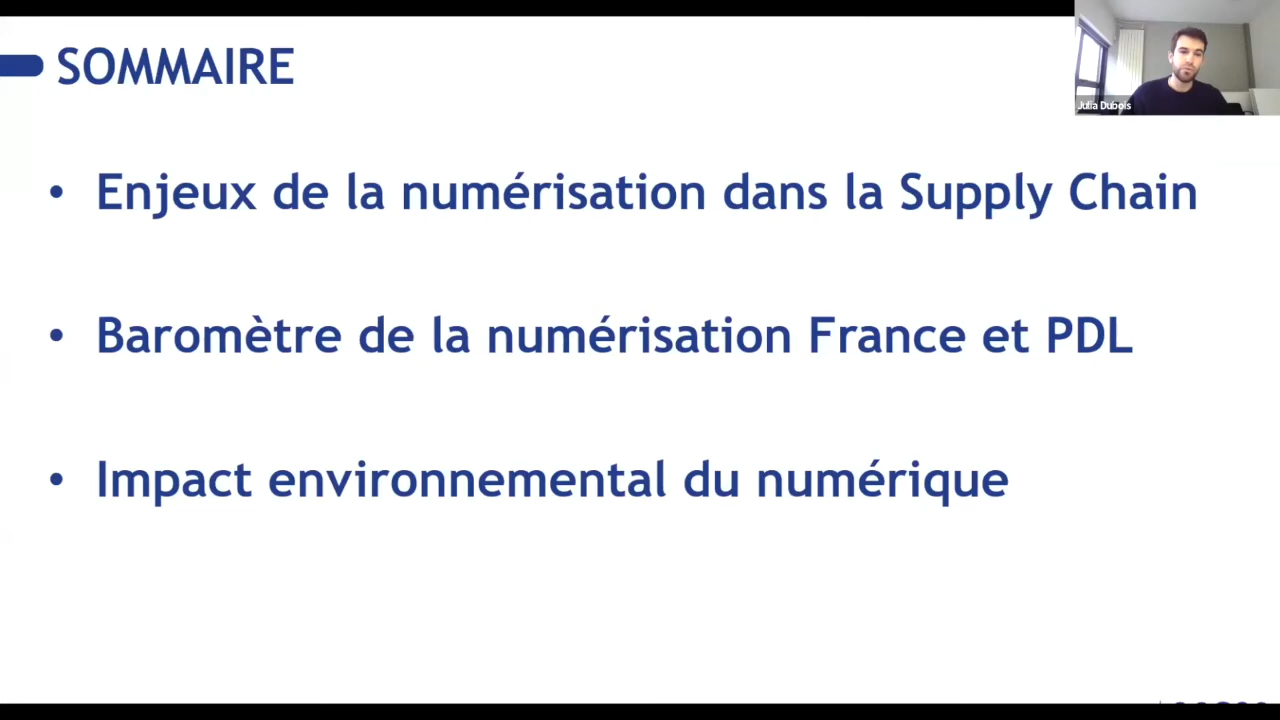 SOMMAIRE
Julia Dubois
• Enjeux de la numérisation dans la Supply Chain
• Baromètre de la numérisation France et PDL
• Impact environnemental du numérique